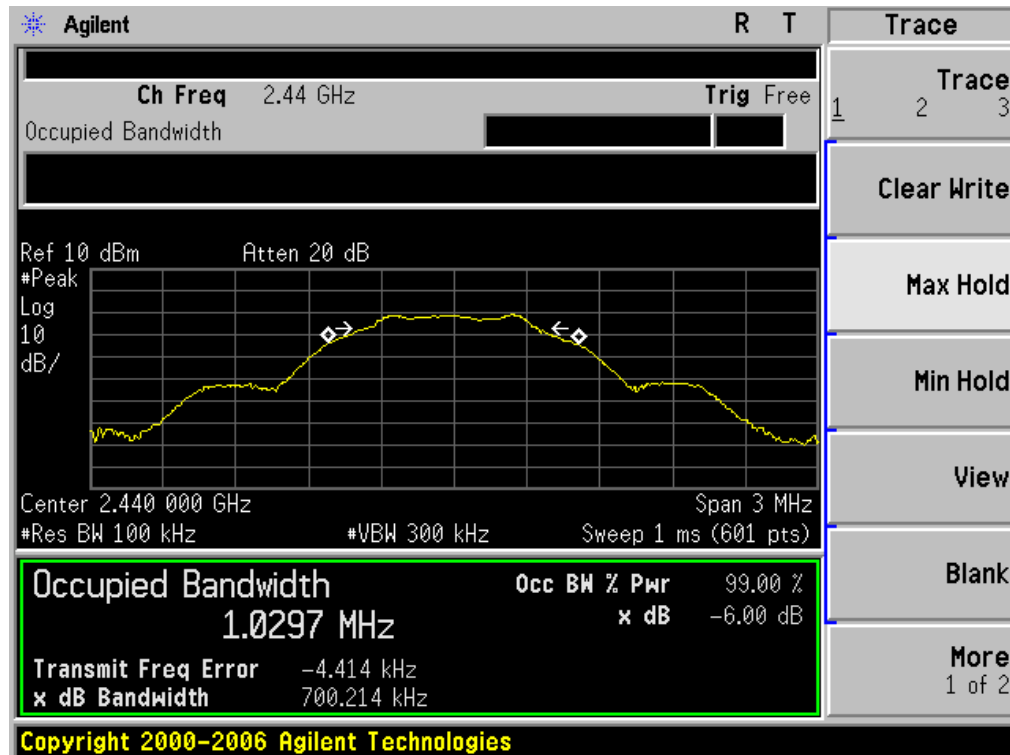 Agilent R T
Ch Freq 2.44 GHz Trig Free
Occupied Bandwidth
Ref 10 dBm Atten 20 dB
#Peak
Log
10
dB/
Center 2.440 000 GHz Span 3 MHz
#Res BW 100 kHz #VBW 300 kHz Sweep 1 ms (601 pts)
Occupied Bandwidth
1.0297 MHz
Occ BW % Pwr 99.00 %
x dB -6.00 dB
Transmit Freq Error -4.414 kHz
x dB Bandwidth 700.214 kHz
Copyright 2000-2006 Agilent Technologies
Trace
Trace
1 2 3
Clear Write
Max Hold
Min Hold
View
Blank
More
1 of 2